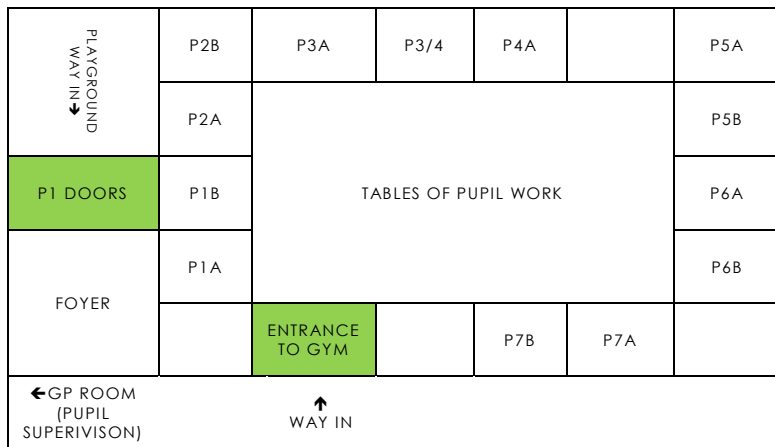 PLAYGROUND
WAY IN →
P2B
P3A
P3/4
P4A
P5A
P2A
P5B
P1 DOORS
P1B
TABLES OF PUPIL WORK
P6A
P1A
P6B
FOYER
ENTRANCE
TO GYM
P7B
P7A
←GP ROOM
(PUPIL
SUPERIVISON)
↑
WAY IN